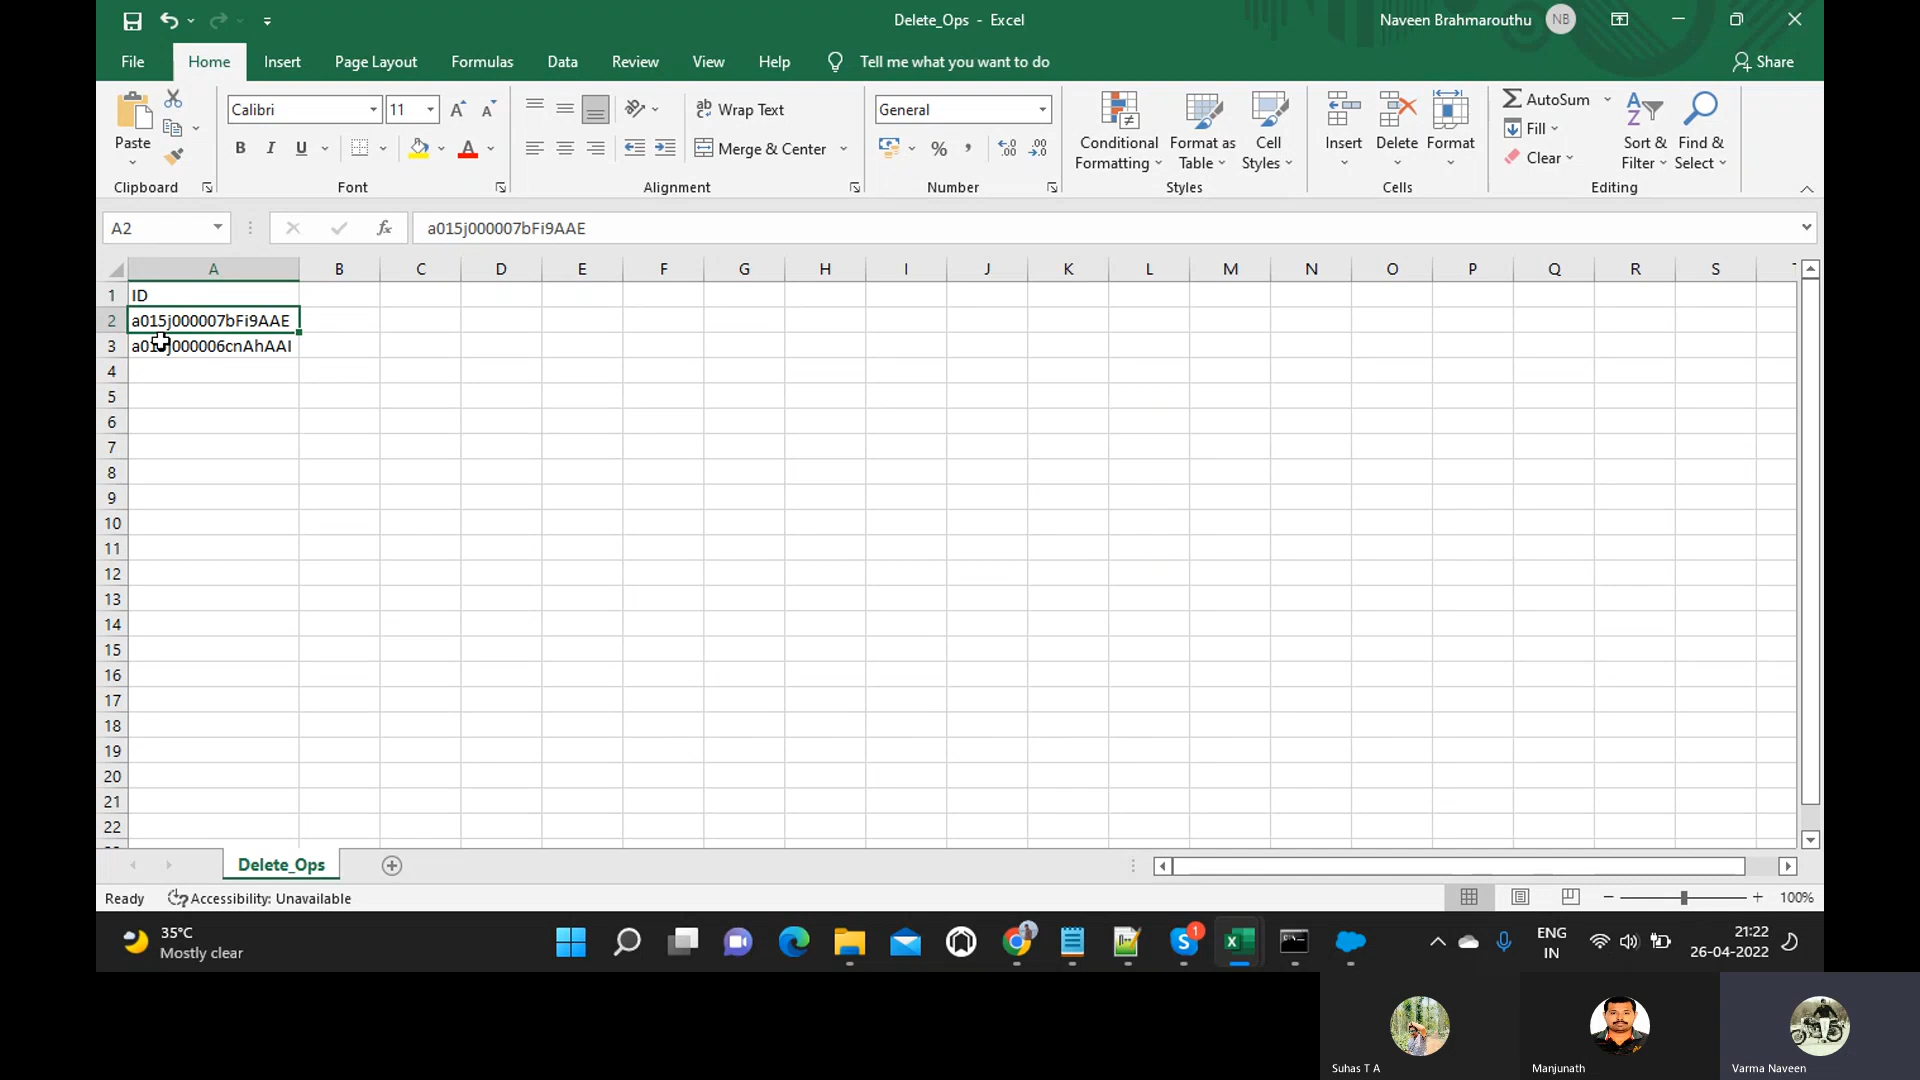 Delete_Ops - Excel
Naveen Brahmarouthu NB
File Home Insert Page Layout Formulas Data Review View Help Tell me what you want to do Share
Calibri 11 Wrap Text General AutoSum
Paste Conditional Formatting Format as Table Cell Styles Insert Delete Format Fill Sort & Filter Find & Select
B I U Merge & Center % Clear
Clipboard Font Alignment Number Styles Cells Editing
A2 fx a015j000007bFi9AAE
A B C D E F G H I J K L M N O P Q R S
1 ID
2 a015j000007bFi9AAE
3 j000006cnAhAAI
4
5
6
7
8
9
10
11
12
13
14
15
16
17
18
19
20
21
22
Delete_Ops
Ready Accessibility: Unavailable 100%
35°C
Mostly clear
ENG
IN
21:22
26-04-2022
1
Suhas T A Manjunath Varma Naveen